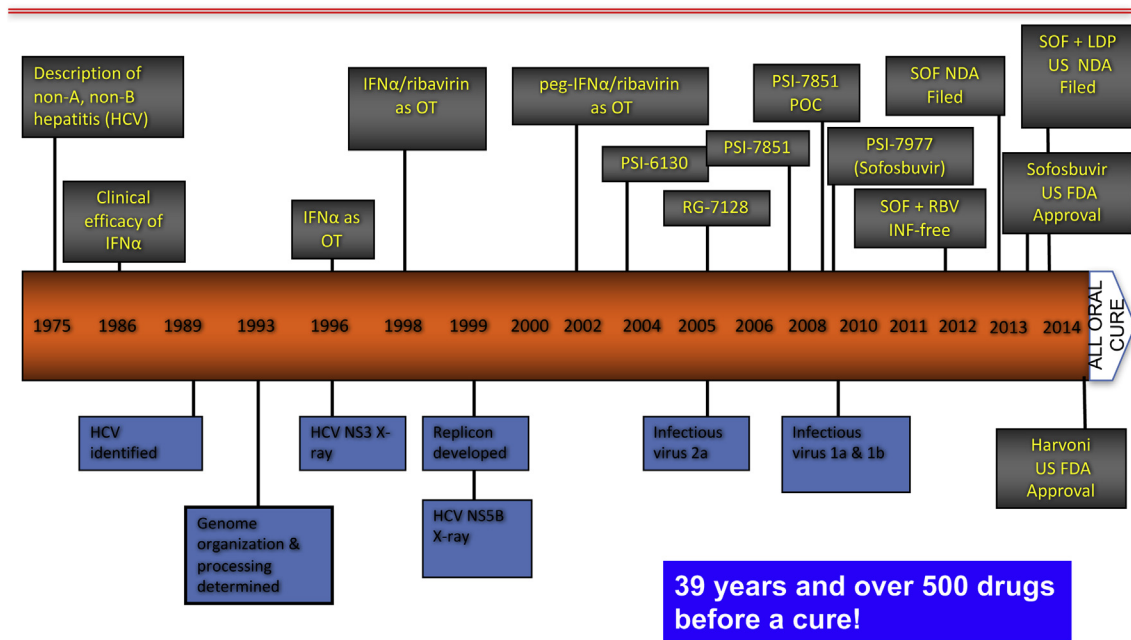 Description of
non-A, non-B
hepatitis (HCV)
Clinical
efficacy of
IFNα
IFNα as
OT
IFNα/ribavirin
as OT
peg-IFNα/ribavirin
as OT
PSI-6130
RG-7128
PSI-7851
PSI-7851
POC
PSI-7977
(Sofosbuvir)
SOF + RBV
INF-free
SOF NDA
Filed
SOF + LDP
US NDA
Filed
Sofosbuvir
US FDA
Approval
1975 1986 1989 1993 1996 1998 1999 2000 2002 2004 2005 2006 2008 2010 2011 2012 2013 2014
ALL ORAL
CURE
HCV
identified
Genome
organization &
processing
determined
HCV NS3 X-
ray
Replicon
developed
HCV NS5B
X-ray
Infectious
virus 2a
Infectious
virus 1a & 1b
Harvoni
US FDA
Approval
39 years and over 500 drugs
before a cure!